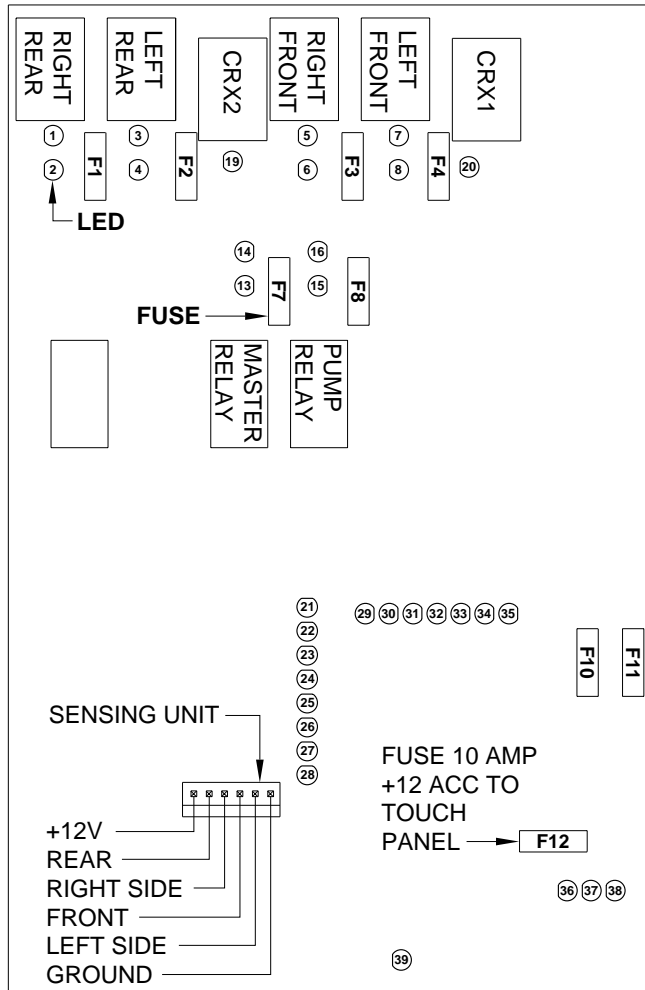 RIGHT
REAR
LEFT
REAR
CRX2
RIGHT
FRONT
LEFT
FRONT
CRX1
1
3
5
7
2
F1
4
F2
19
6
F3
8
F4
20
LED
14
16
13
F7
15
F8
FUSE
MASTER
RELAY
PUMP
RELAY
21
29 30 31 32 33 34 35
22
23
24
25
26
27
28
F10
F11
SENSING UNIT
FUSE 10 AMP
+12 ACC TO
TOUCH
PANEL
F12
+12V
REAR
RIGHT SIDE
FRONT
LEFT SIDE
GROUND
36 37 38
39